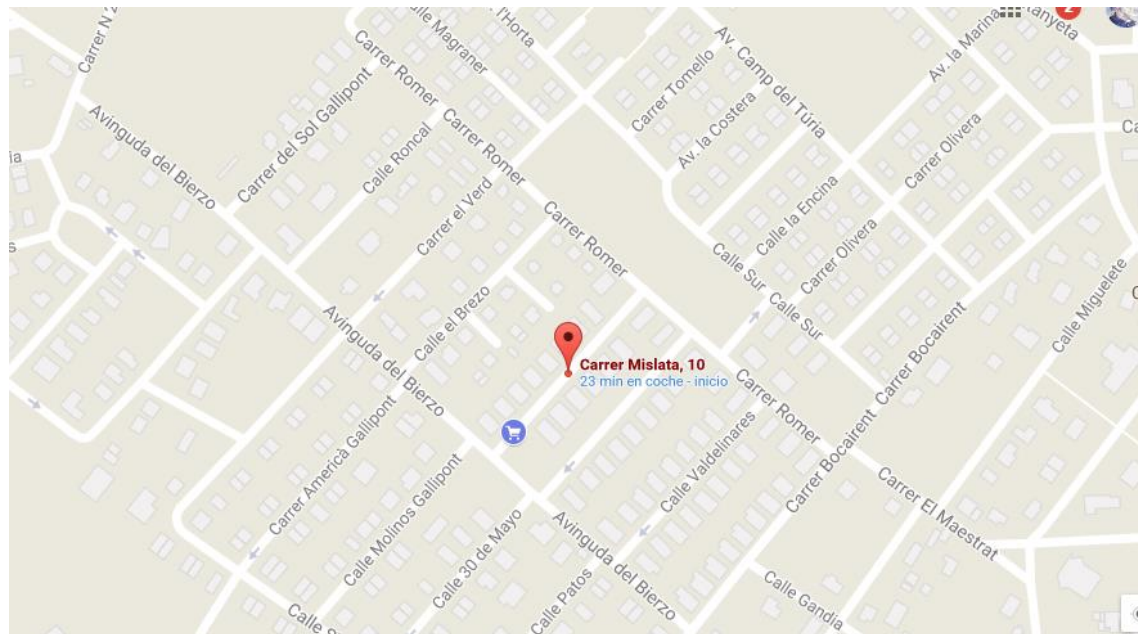 Carrer N 2
Calle Magraner
l'Horta
2
Carrer Romer
Av. Camp del Túria
Av. la Marina
Carrer Tomello
Av. la Costera
Avinguda del Bierzo
Carrer del Sol Gallipont
Calle Roncal
Carrer Romer
Carrer Olivera
Carrer el Verd
Carrer Romer
Calle la Encina
Carrer Olivera
Calle Sur
Calle Sur
Calle Miguelete
Calle el Brezo
Avinguda del Bierzo
Carrer Mislata, 10
23 min en coche - inicio
Carrer Bocairent
Carrer Romer
Carrer Americà Gallipont
Calle Molinos Gallipont
Calle Valdelinares
Carrer Bocairent
Carrer El Maestrat
Calle 30 de Mayo
Avinguda del Bierzo
Calle Patos
Calle Gandia